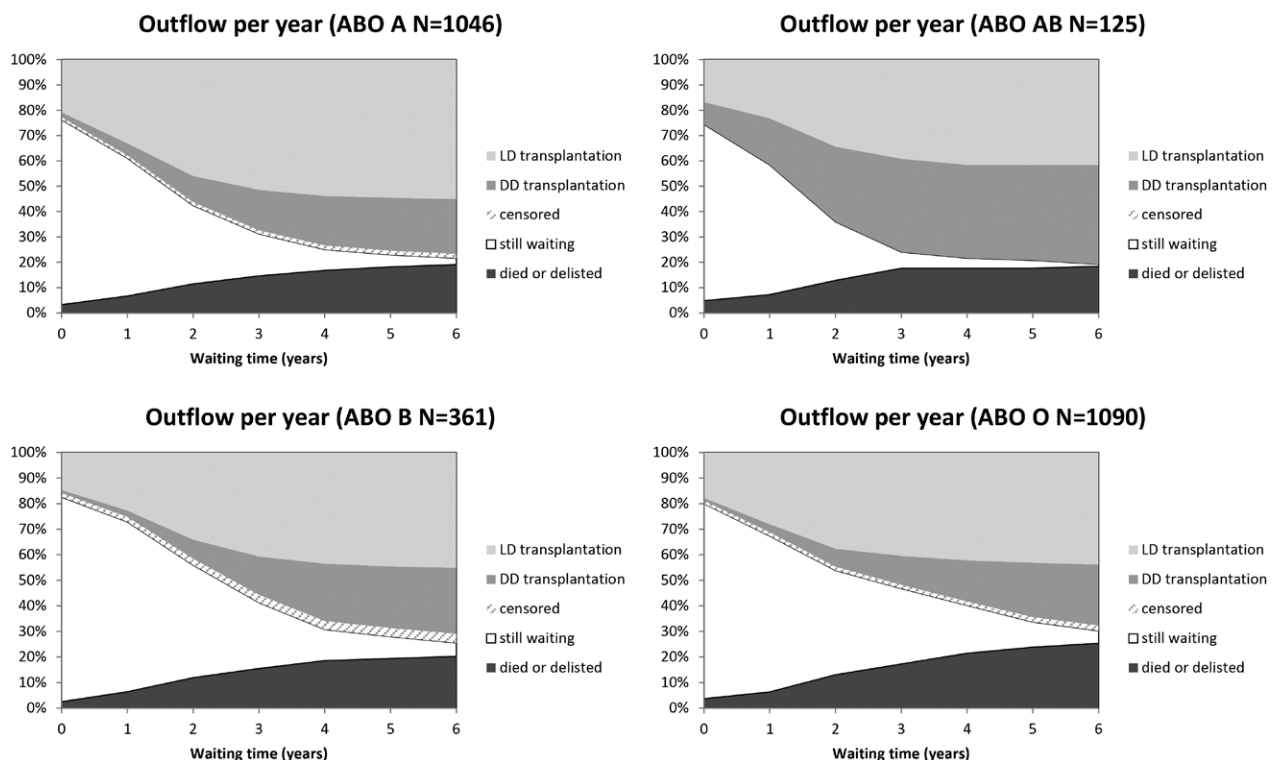 Outflow per year (ABO A N=1046)
100%
90%
80%
70%
60%
50%
40%
30%
20%
10%
0%
0 1 2 3 4 5 6
Waiting time (years)
LD transplantation
DD transplantation
censored
still waiting
died or delisted
Outflow per year (ABO AB N=125)
100%
90%
80%
70%
60%
50%
40%
30%
20%
10%
0%
0 1 2 3 4 5 6
Waiting time (years)
LD transplantation
DD transplantation
censored
still waiting
died or delisted
Outflow per year (ABO B N=361)
100%
90%
80%
70%
60%
50%
40%
30%
20%
10%
0%
0 1 2 3 4 5 6
Waiting time (years)
LD transplantation
DD transplantation
censored
still waiting
died or delisted
Outflow per year (ABO O N=1090)
100%
90%
80%
70%
60%
50%
40%
30%
20%
10%
0%
0 1 2 3 4 5 6
Waiting time (years)
LD transplantation
DD transplantation
censored
still waiting
died or delisted